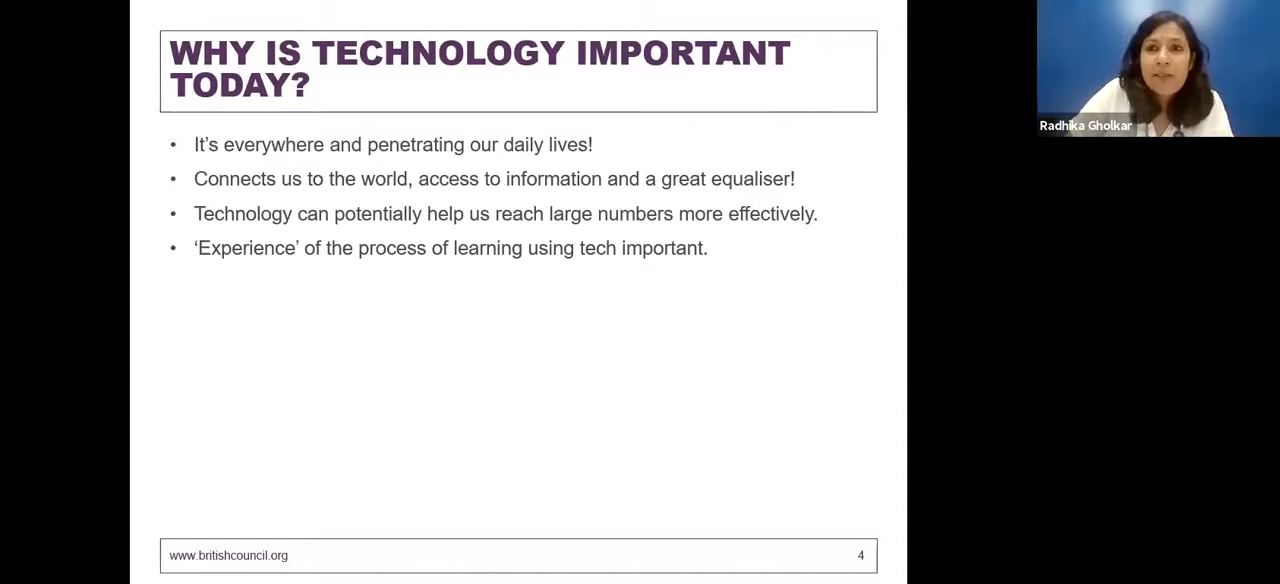 WHY IS TECHNOLOGY IMPORTANT
TODAY?
• It’s everywhere and penetrating our daily lives!
• Connects us to the world, access to information and a great equaliser!
• Technology can potentially help us reach large numbers more effectively.
• ‘Experience’ of the process of learning using tech important.
www.britishcouncil.org
4
Radhika Gholkar